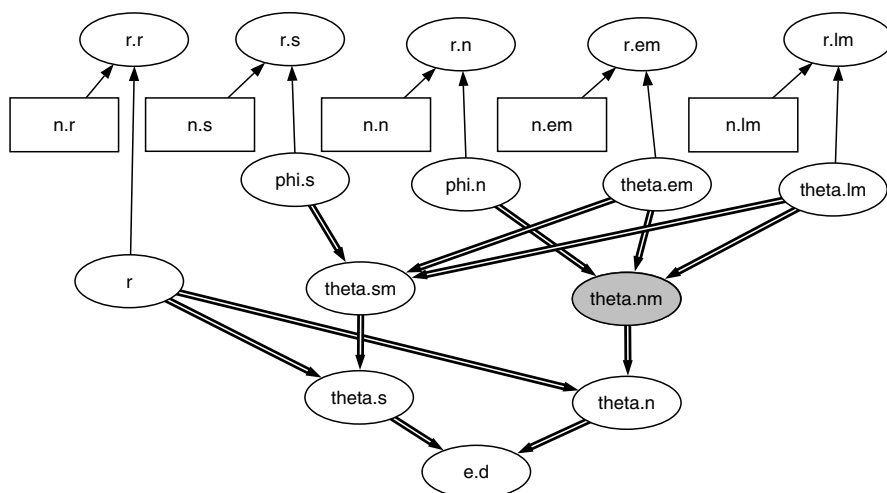 r.r
r.s
r.n
r.em
r.lm
n.r
n.s
n.n
n.em
n.lm
phi.s
phi.n
theta.em
theta.lm
r
theta.sm
theta.nm
theta.s
theta.n
e.d